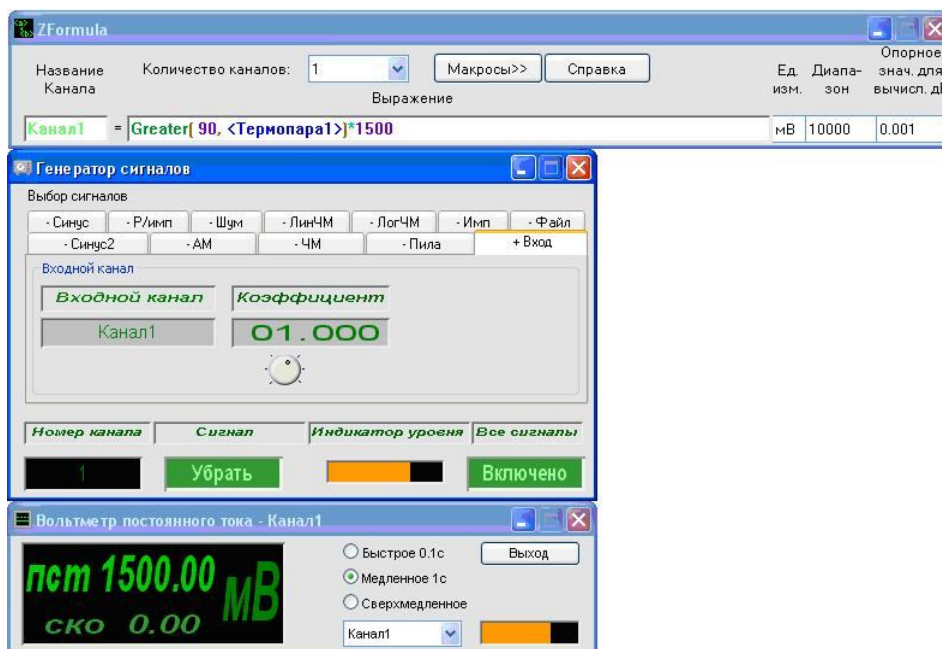 ZFormula
Название Канала
Количество каналов:
1
Макросы>>
Справка
Выражение
Ед. изм.
Диапа-зон
Опорное знач. для вычисл. д
Канал1
=
Greater( 90, <Термопара1>)*1500
мВ
10000
0.001
Генератор сигналов
Выбор сигналов
- Синус
- Р/имп
- Шум
- ЛинЧМ
- ЛогЧМ
- Имп
- Файл
- Синус2
- АМ
- ЧМ
- Пила
+ Вход
Входной канал
Входной канал
Коэффициент
Канал1
01.000
Номер канала
Сигнал
Индикатор уровня
Все сигналы
1
Убрать
Включено
Вольтметр постоянного тока - Канал1
пст 1500.00 мВ
ско 0.00
Быстрое 0.1с
Медленное 1с
Сверхмедленное
Выход
Канал1